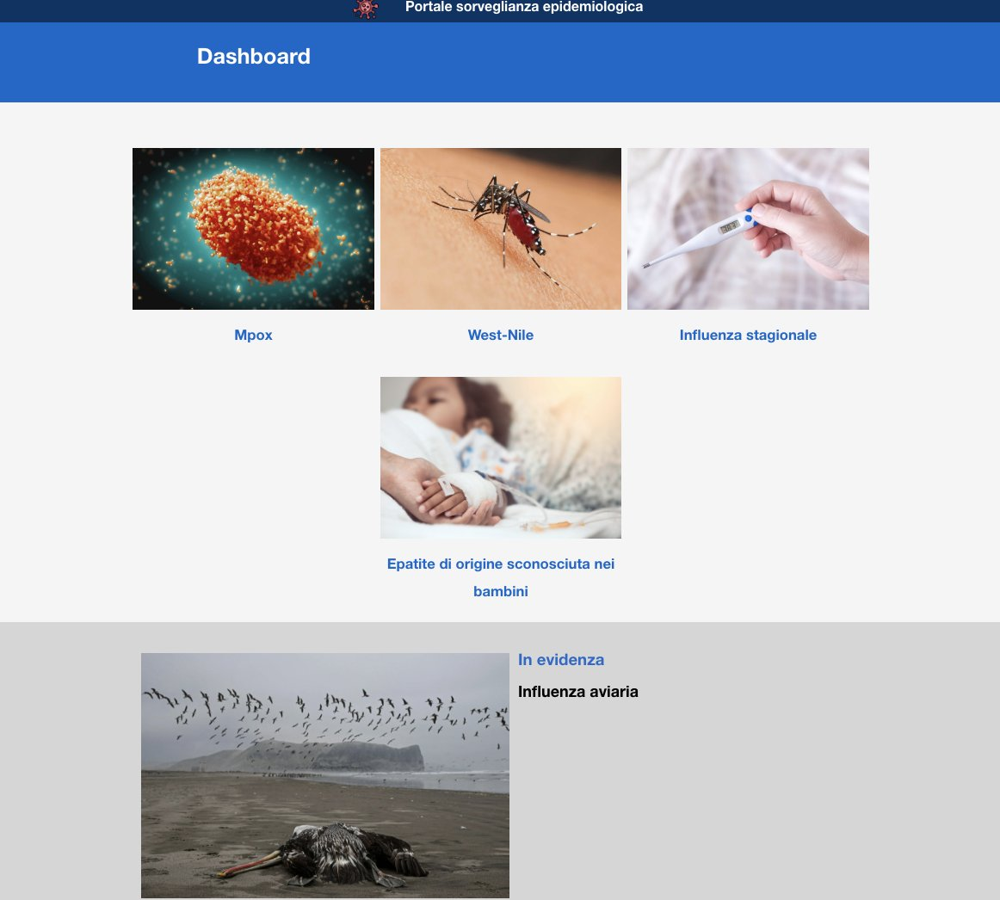 Portale sorveglianza epidemiologica
Dashboard
Mpox
West-Nile
Influenza stagionale
Epatite di origine sconosciuta nei
bambini
In evidenza
Influenza aviaria